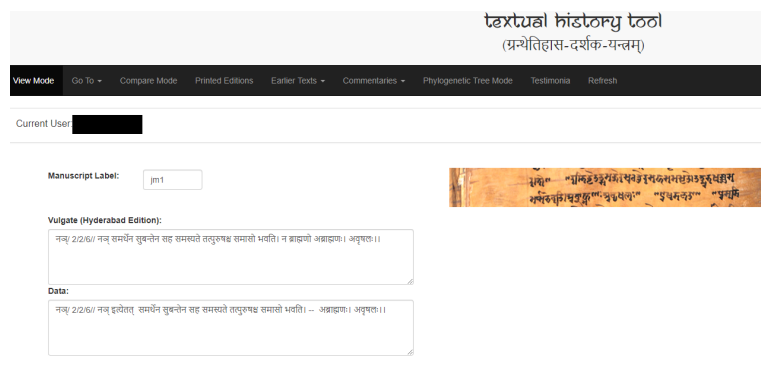 textual history tool
(ग्रन्थेतिहास-दर्शक-यन्त्रम्)
View Mode Go To Compare Mode Printed Editions Earlier Texts Commentaries Phylogenetic Tree Mode Testimonia Refresh
Current User:
Manuscript Label: jm1
Vulgate (Hyderabad Edition):
नञ्/ 2/2/6// नञ् समर्थेन सुबन्तेन सह समस्यते तत्पुरुषश्च समासो भवति। न ब्राह्मणो अब्राह्मणः। अवृषलः।।
Data:
नञ्/ 2/2/6// नञ् इत्येतत् समर्थेन सुबन्तेन सह समस्यते तत्पुरुषश्च समासो भवति। -- अब्राह्मणः। अवृषलः।।